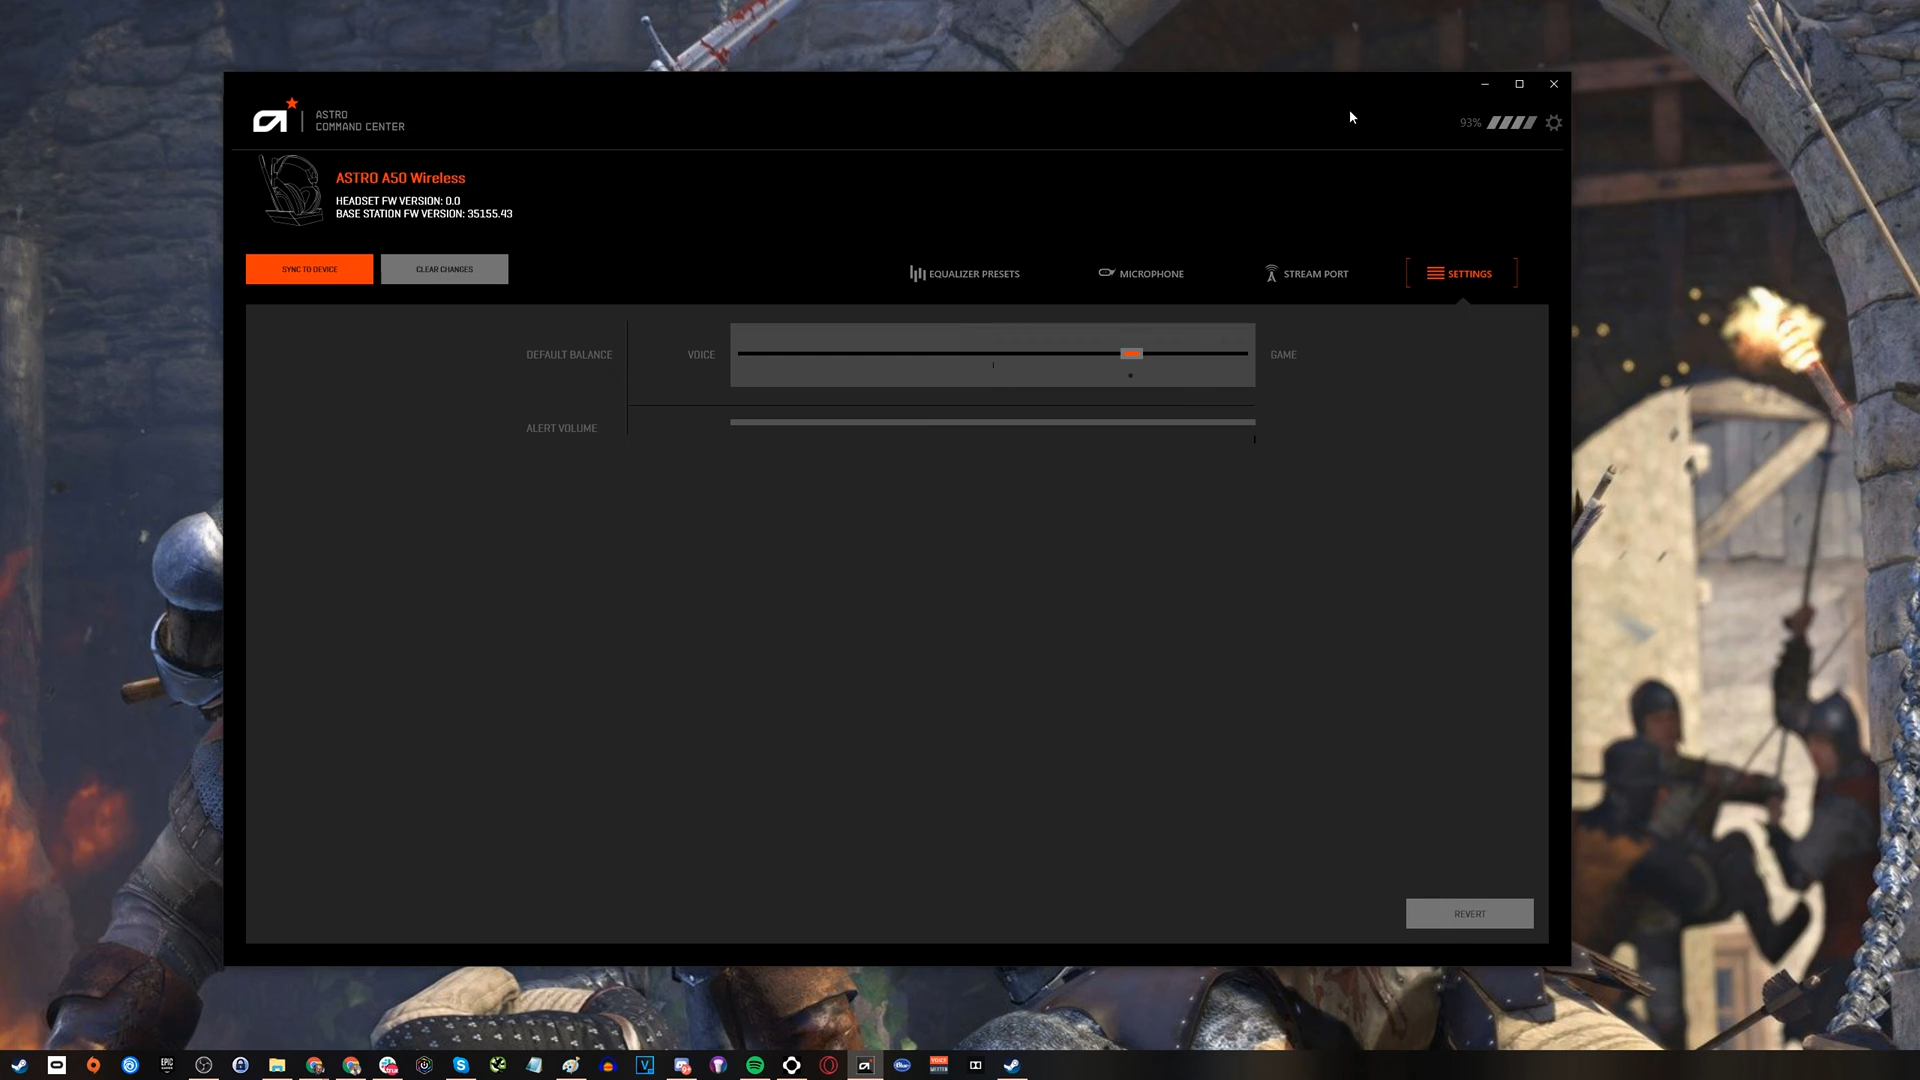 ASTRO
COMMAND CENTER
93%
ASTRO A50 Wireless
HEADSET FW VERSION: 0.0
BASE STATION FW VERSION: 35155.43
SYNC TO DEVICE
CLEAR CHANGES
EQUALIZER PRESETS
MICROPHONE
STREAM PORT
SETTINGS
DEFAULT BALANCE
VOICE
GAME
ALERT VOLUME
REVERT
EPIC